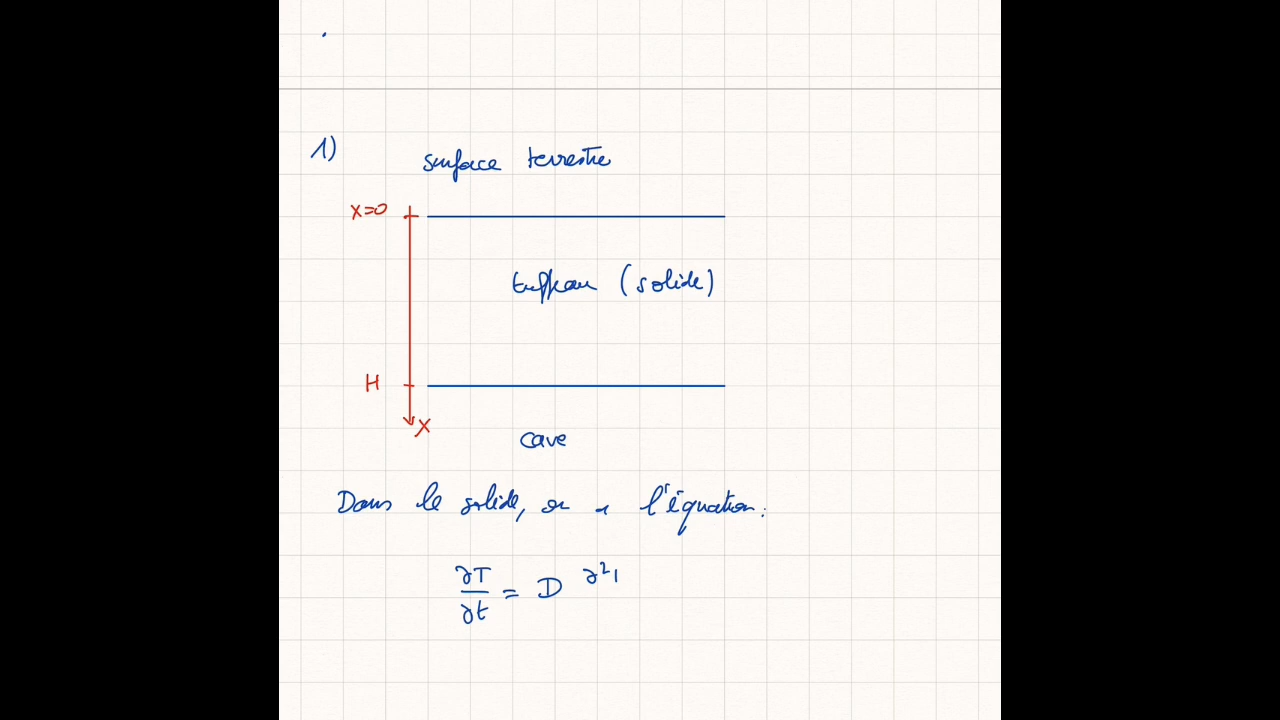 1)
surface terrestre
x=0
tuffeau (solide)
H
x
cave
Dans le solide, on a l'équation:
∂T/∂t = D ∂²